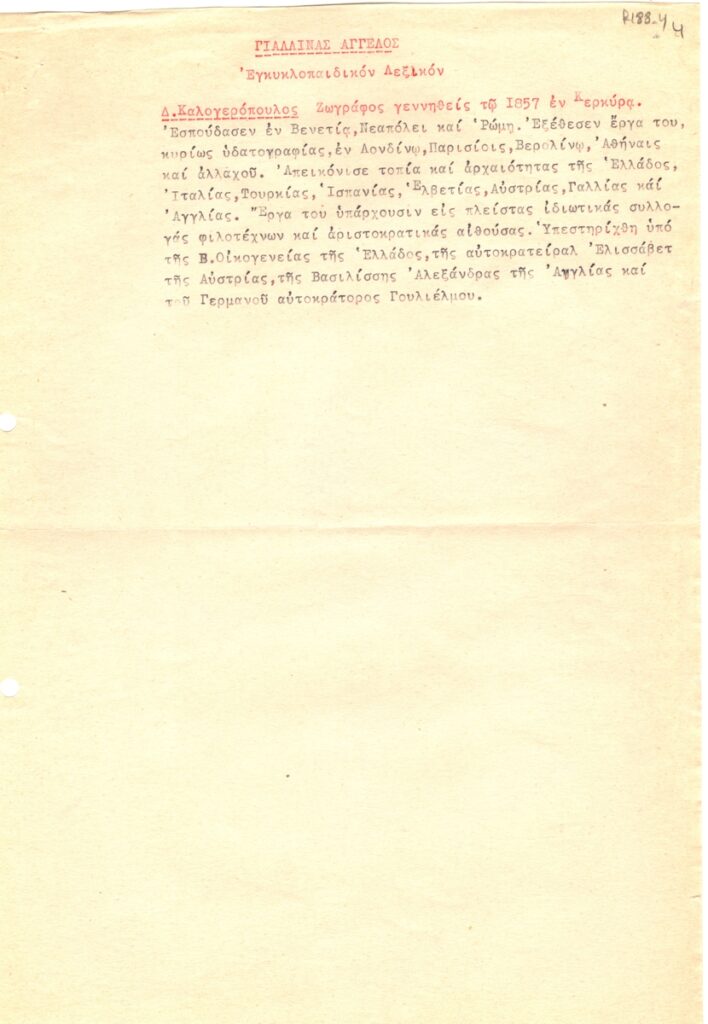 R188-4 4
ΓΙΑΛΛΙΝΑΣ ΑΓΓΕΛΟΣ
Ἐγκυκλοπαιδικόν Λεξικόν
Δ.Καλογερόπουλος Ζωγράφος γεννηθείς τῷ 1857 ἐν Κερκύρᾳ.
Ἐσπούδασεν ἐν Βενετίᾳ,Νεαπόλει καί Ῥώμη.Ἐξέθεσεν ἔργα του,
κυρίως ὑδατογραφίας,ἐν Λονδίνῳ,Παρισίοις,Βερολίνῳ,Ἀθήναις
καί ἀλλαχοῦ. Ἀπεικόνισε τοπία καί ἀρχαιότητας τῆς Ἑλλάδος,
Ἰταλίας,Τουρκίας,Ἱσπανίας,Ἑλβετίας,Αὐστρίας,Γαλλίας κάί
Ἀγγλίας. Ἔργα τοῦ ὑπάρχουσιν εἰς πλείστας ἰδιωτικάς συλλο-
γάς φιλοτέχνων καί ἀριστοκρατικάς αἰθούσας.Ὑπεστηρίχθη ὑπό
τῆς Β.Οἰκογενείας τῆς Ἑλλάδος,τῆς αὐτοκρατείραλ Ἐλισσάβετ
τῆς Αὐστρίας,τῆς Βασιλίσσης Ἀλεξάνδρας τῆς Ἀγγλίας καί
τοῦ Γερμανοῦ αὐτοκράτορος Γουλιέλμου.